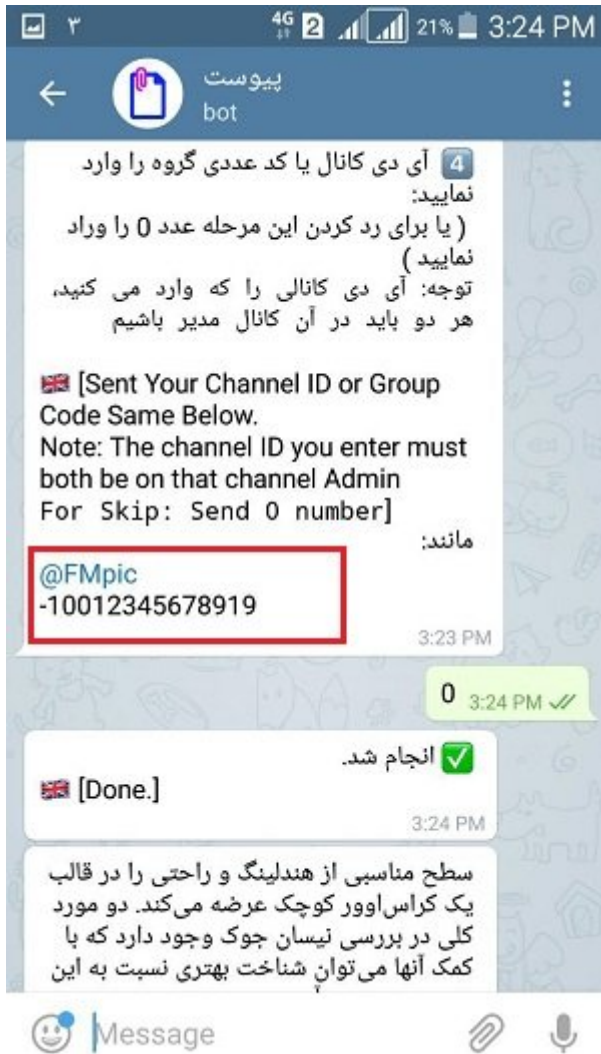 ۳ 4G 2 21% 3:24 PM
پیوست
bot
4 آی دی کانال یا کد عددی گروه را وارد
نمایید:
( یا برای رد کردن این مرحله عدد 0 را وراد
نمایید )
توجه: آی دی کانالی را که وارد می کنید،
هر دو باید در آن کانال مدیر باشیم
[Sent Your Channel ID or Group
Code Same Below.
Note: The channel ID you enter must
both be on that channel Admin
For Skip: Send 0 number]
مانند:
@FMpic
-10012345678919
3:23 PM
0 3:24 PM
انجام شد.
[Done.]
3:24 PM
سطح مناسبی از هندلینگ و راحتی را در قالب
یک کراس‌اوور کوچک عرضه می‌کند. دو مورد
کلی در بررسی نیسان جوک وجود دارد که با
کمک آنها می‌توان شناخت بهتری نسبت به این
Message